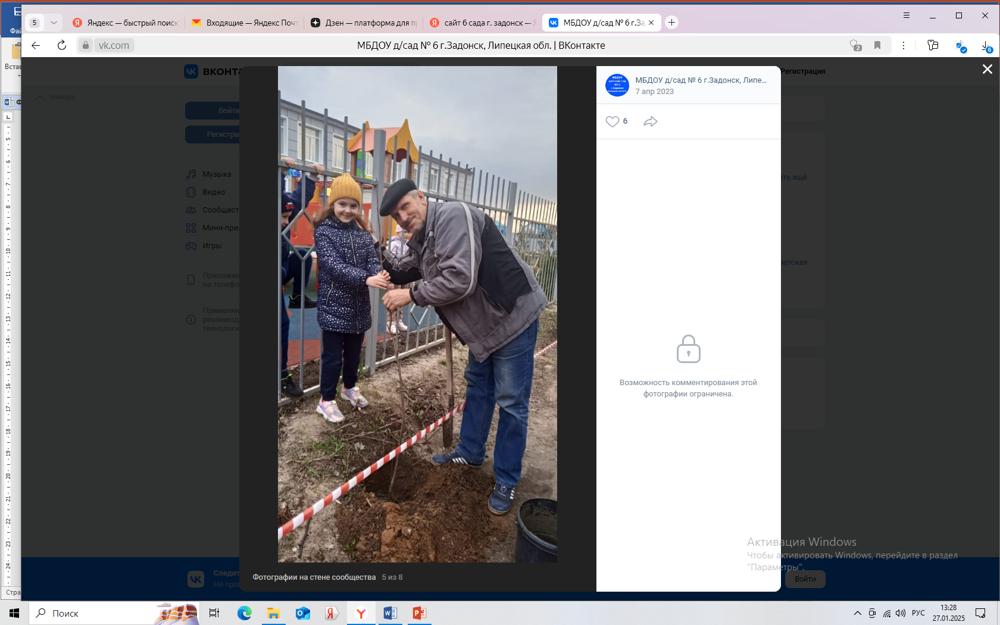 5
Яндекс — быстрый поиск
Входящие — Яндекс Поч
Дзен — платформа для п
сайт 6 сада г. задонск —
МБДОУ д/сад № 6 г.За
vk.com
МБДОУ д/сад № 6 г.Задонск, Липецкая обл. | ВКонтакте
2
6
Фай
Встав
ВКОНТ
Регистрация
Наверх
Войти
Регистра
Музыка
Видео
Сообщест
Мини-при
Игры
Приложен
на телефо
Применя
рекоменд
технологи
МБДОУ д/сад № 6 г.Задонск, Липе...
7 апр 2023
6
ать ещё
ветская
Возможность комментирования этой
фотографии ограничена.
Активация Windows
Чтобы активировать Windows, перейдите в раздел
"Параметры".
Фотографии на стене сообщества 5 из 8
Следит
Не про
Войти
Стра
Поиск
РУС
13:28
27.01.2025